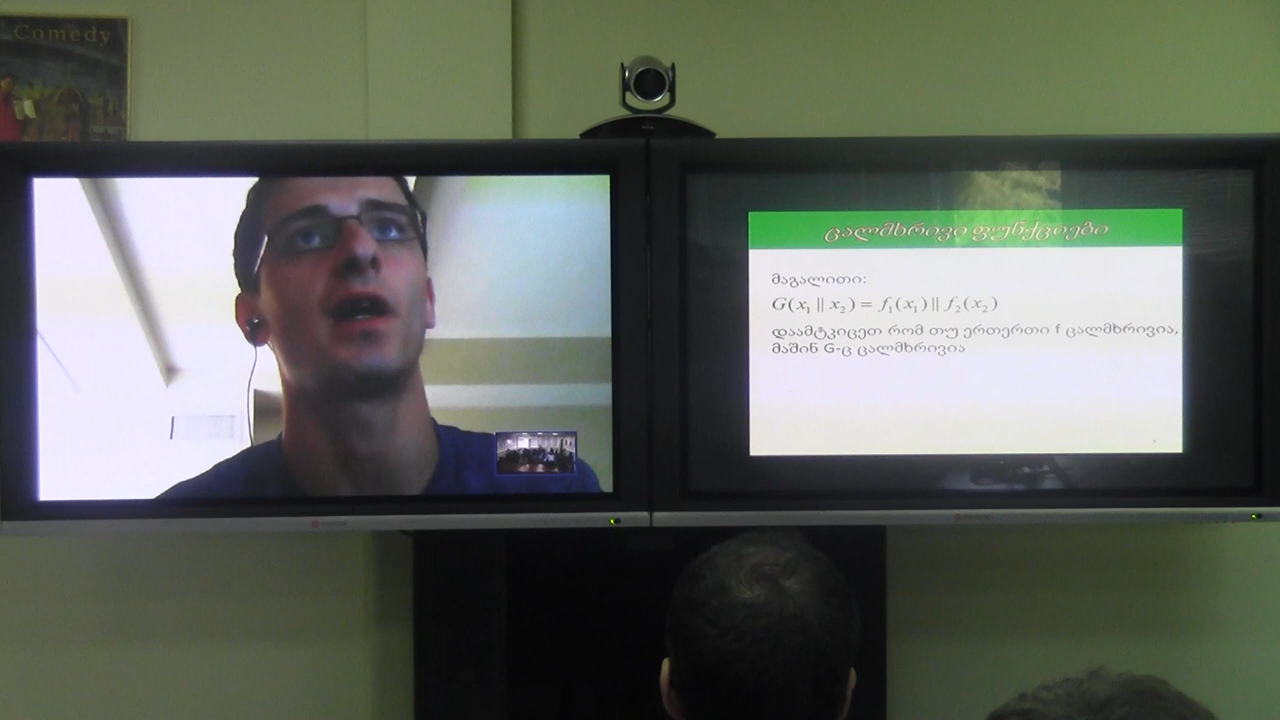 Comedy
ცალმხრივი ფუნქციები
მაგალითი:
G(x₁ || x₂) = f₁(x₁) || f₂(x₂)
დაამტკიცეთ რომ თუ ერთერთი f ცალმხრივია,
მაშინ G-ც ცალმხრივია